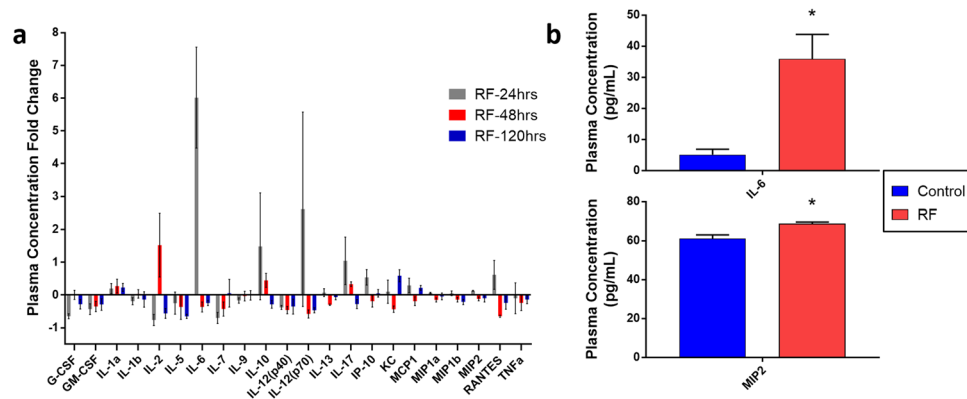 a
Plasma Concentration Fold Change
8
7
6
5
4
3
2
1
0
-1
RF-24hrs
RF-48hrs
RF-120hrs
G-CSF
GM-CSF
IL-1a
IL-1b
IL-2
IL-5
IL-6
IL-7
IL-9
IL-10
IL-12(p40)
IL-12(p70)
IL-13
IL-17
IP-10
KC
MCP1
MIP1a
MIP1b
MIP2
RANTES
TNFa
b
Plasma Concentration
(pg/mL)
50
40
30
20
10
0
*
IL-6
Plasma Concentration
(pg/mL)
80
60
40
20
0
*
MIP2
Control
RF